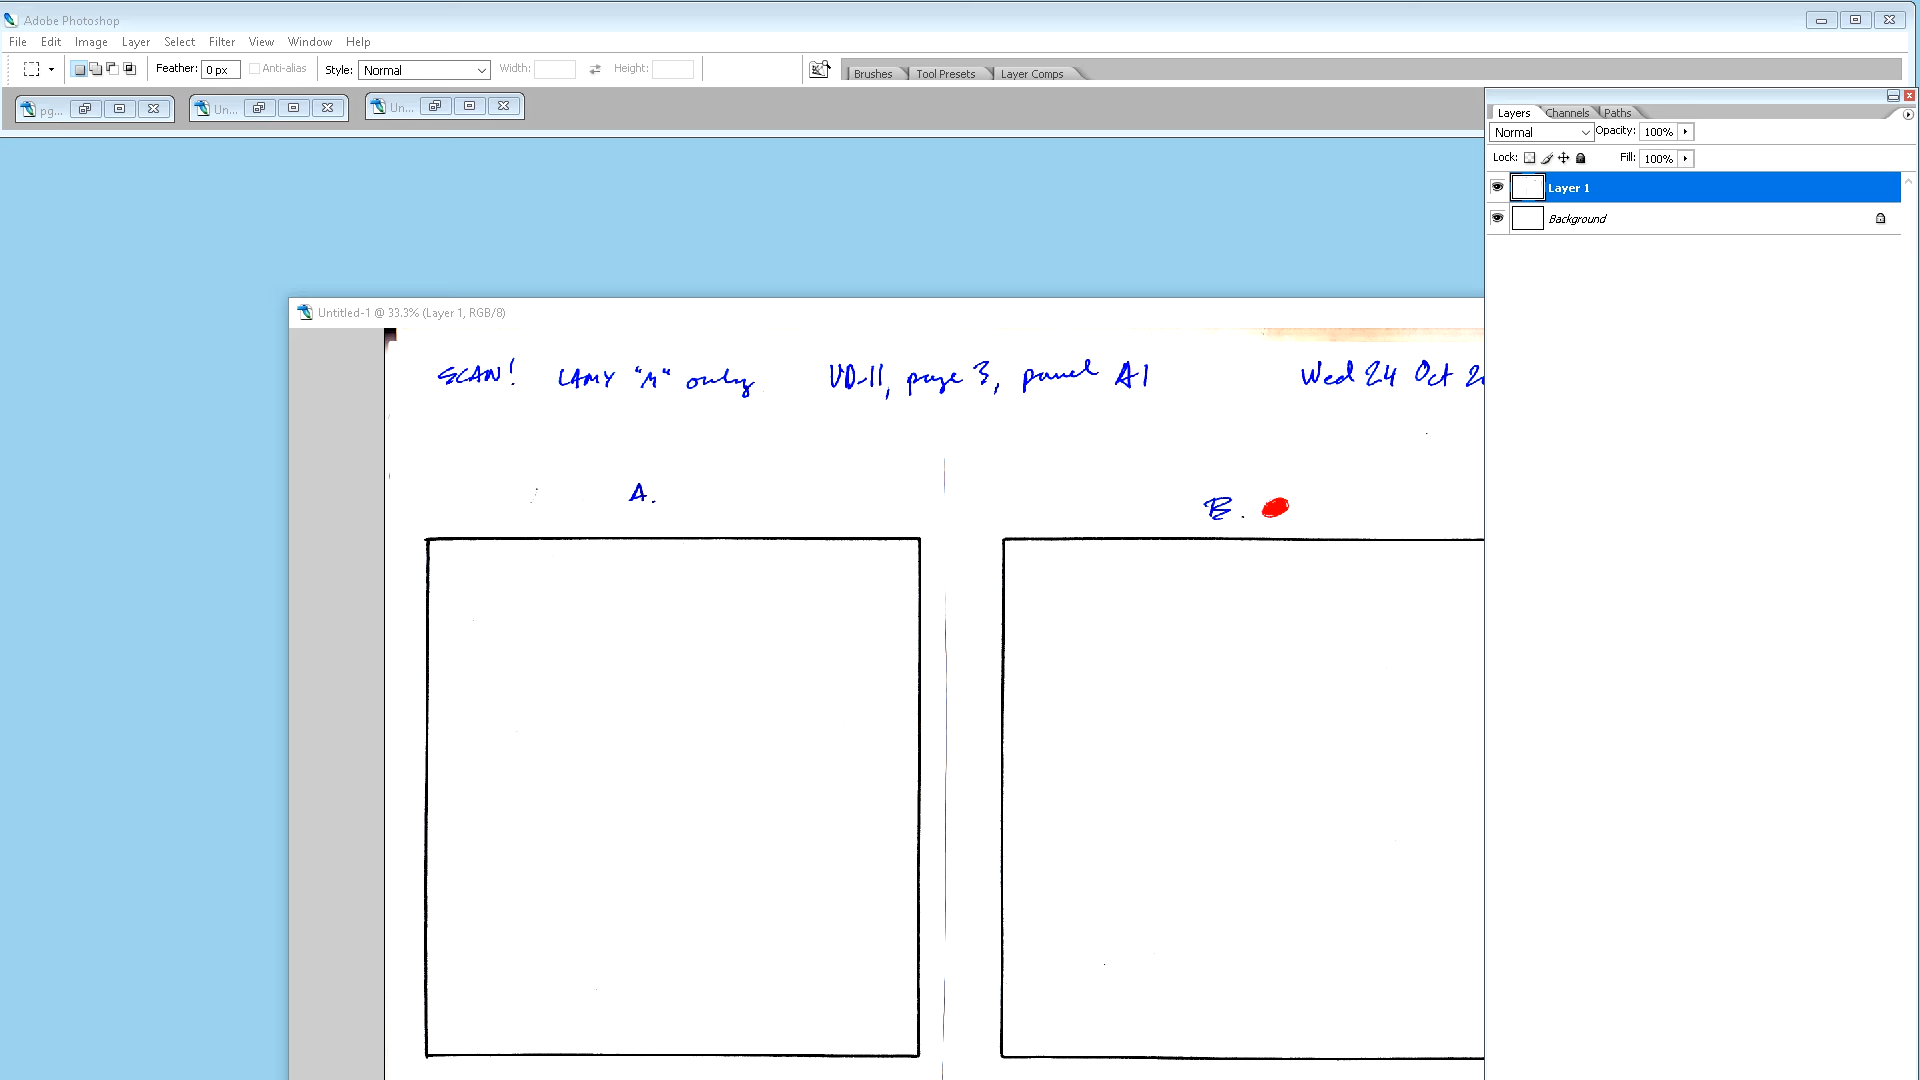 Adobe Photoshop
File Edit Image Layer Select Filter View Window Help
Feather: 0 px Anti-alias Style: Normal Width: Height: Brushes Tool Presets Layer Comps
pg... Un... Un...
Layers Channels Paths
Normal Opacity: 100%
Lock: Fill: 100%
Layer 1
Background
Untitled-1 @ 33.3% (Layer 1, RGB/8)
SCAN! LAMY "M" only VD-11, page 3, panel A1 Wed 24 Oct
A.
B.